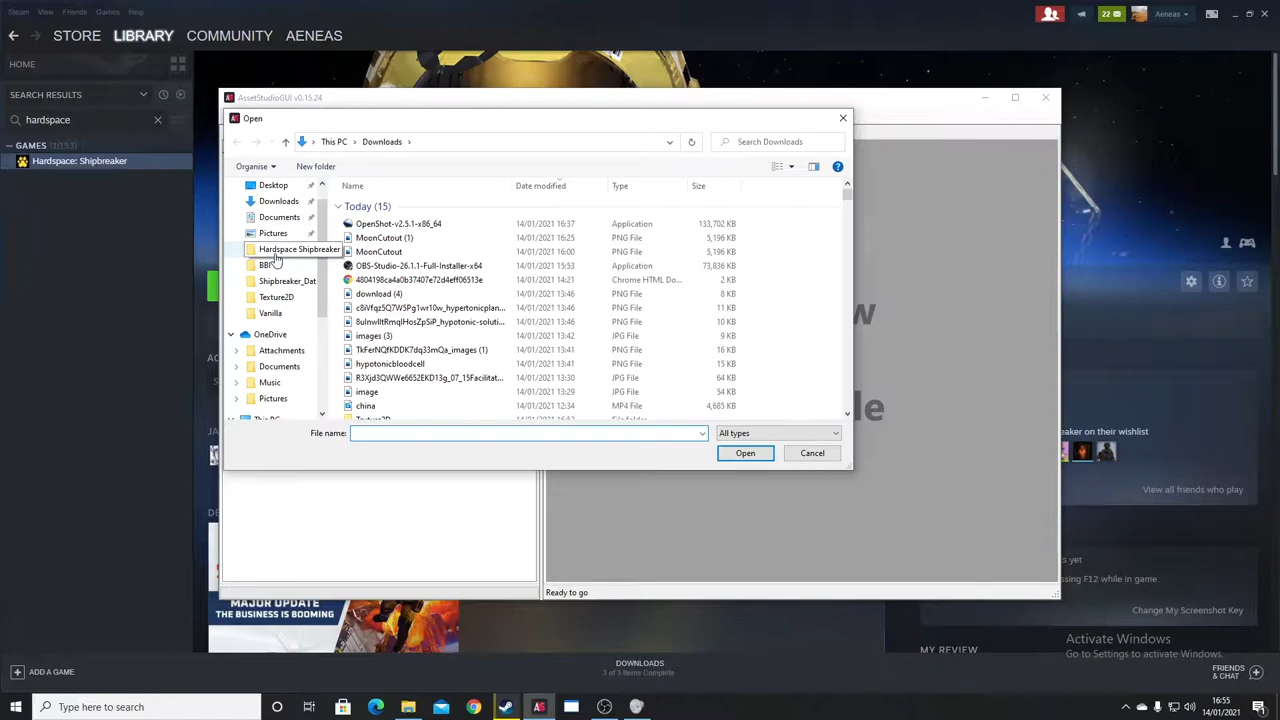 Steam View Friends Games Help
22 Aeneas
STORE LIBRARY COMMUNITY AENEAS
HOME
SEARCH RESULTS
hardspace
GAMES (1/153)
Hardspace: Shipbreaker
AssetStudioGUI v0.15.24
Open
This PC > Downloads >
Search Downloads
Organise New folder
Name Date modified Type Size
Today (15)
Desktop
Downloads
Documents
Pictures
Hardspace Shipbreaker
BBI
Shipbreaker_Dat
Texture2D
Vanilla
OneDrive
Attachments
Documents
Music
Pictures
This PC
OpenShot-v2.5.1-x86_64 14/01/2021 16:37 Application 133,702 KB
MoonCutout (1) 14/01/2021 16:25 PNG File 5,196 KB
MoonCutout 14/01/2021 16:00 PNG File 5,196 KB
OBS-Studio-26.1.1-Full-Installer-x64 14/01/2021 15:53 Application 73,836 KB
4804198ca4a0b37407e72d4eff06513e 14/01/2021 14:21 Chrome HTML Do... 2 KB
download (4) 14/01/2021 13:46 PNG File 8 KB
14/01/2021 13:46 PNG File 9 KB
14/01/2021 13:46 PNG File 10 KB
images (3) 14/01/2021 13:42 JPG File 9 KB
TkFerNQfKDDK7dq33mQa_images (1) 14/01/2021 13:41 PNG File 16 KB
hypotonicbloodcell 14/01/2021 13:41 PNG File 15 KB
R3Xjd3QWWe6652EKD13g_07_15Facilitat... 14/01/2021 13:30 JPG File 64 KB
image 14/01/2021 13:29 JPG File 54 KB
china 14/01/2021 12:34 MP4 File 4,685 KB
File name:
All types
Open Cancel
w
de
eaker on their wishlist
View all friends who play
ts yet
ssing F12 while in game.
Change My Screenshot Key
MY REVIEW
Ready to go
MAJOR UPDATE
THE BUSINESS IS BOOMING
Activate Windows
Go to Settings to activate Windows.
ADD A GAME
DOWNLOADS
3 of 3 Items Complete
FRIENDS
& CHAT
Type here to search
16:55
14/01/2021